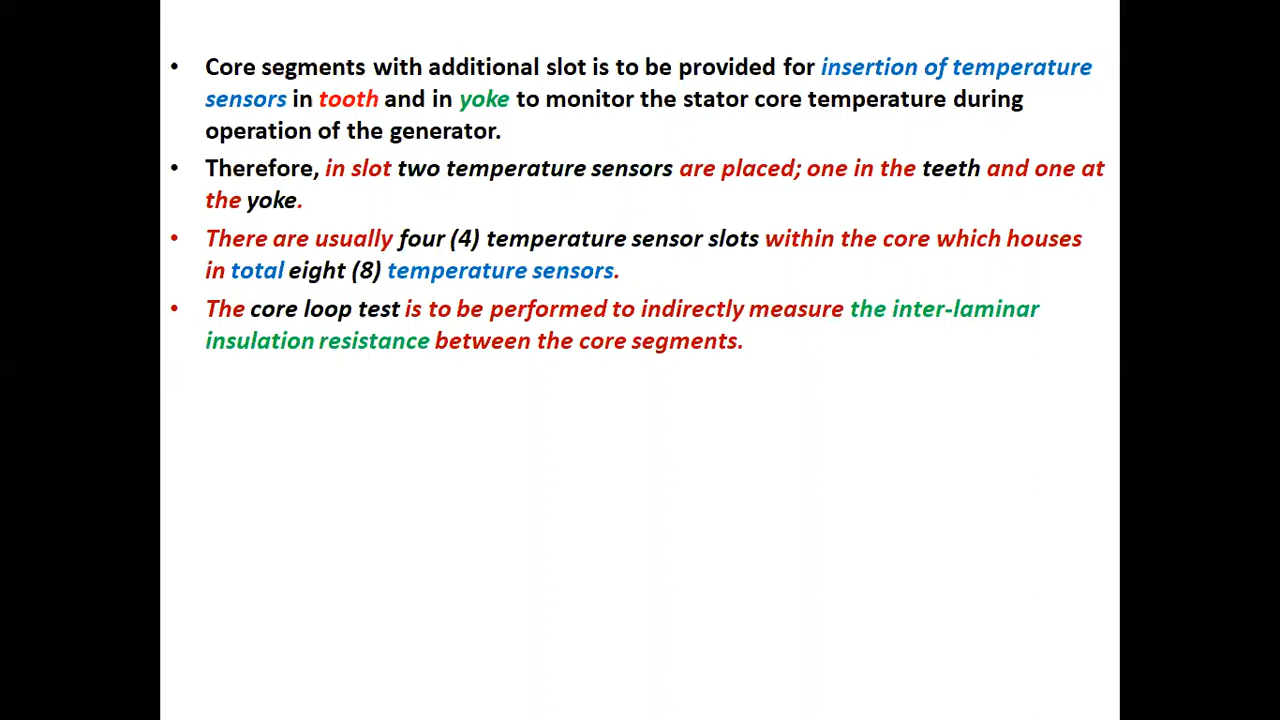 • Core segments with additional slot is to be provided for insertion of temperature
sensors in tooth and in yoke to monitor the stator core temperature during
operation of the generator.
• Therefore, in slot two temperature sensors are placed; one in the teeth and one at
the yoke.
• There are usually four (4) temperature sensor slots within the core which houses
in total eight (8) temperature sensors.
• The core loop test is to be performed to indirectly measure the inter-laminar
insulation resistance between the core segments.